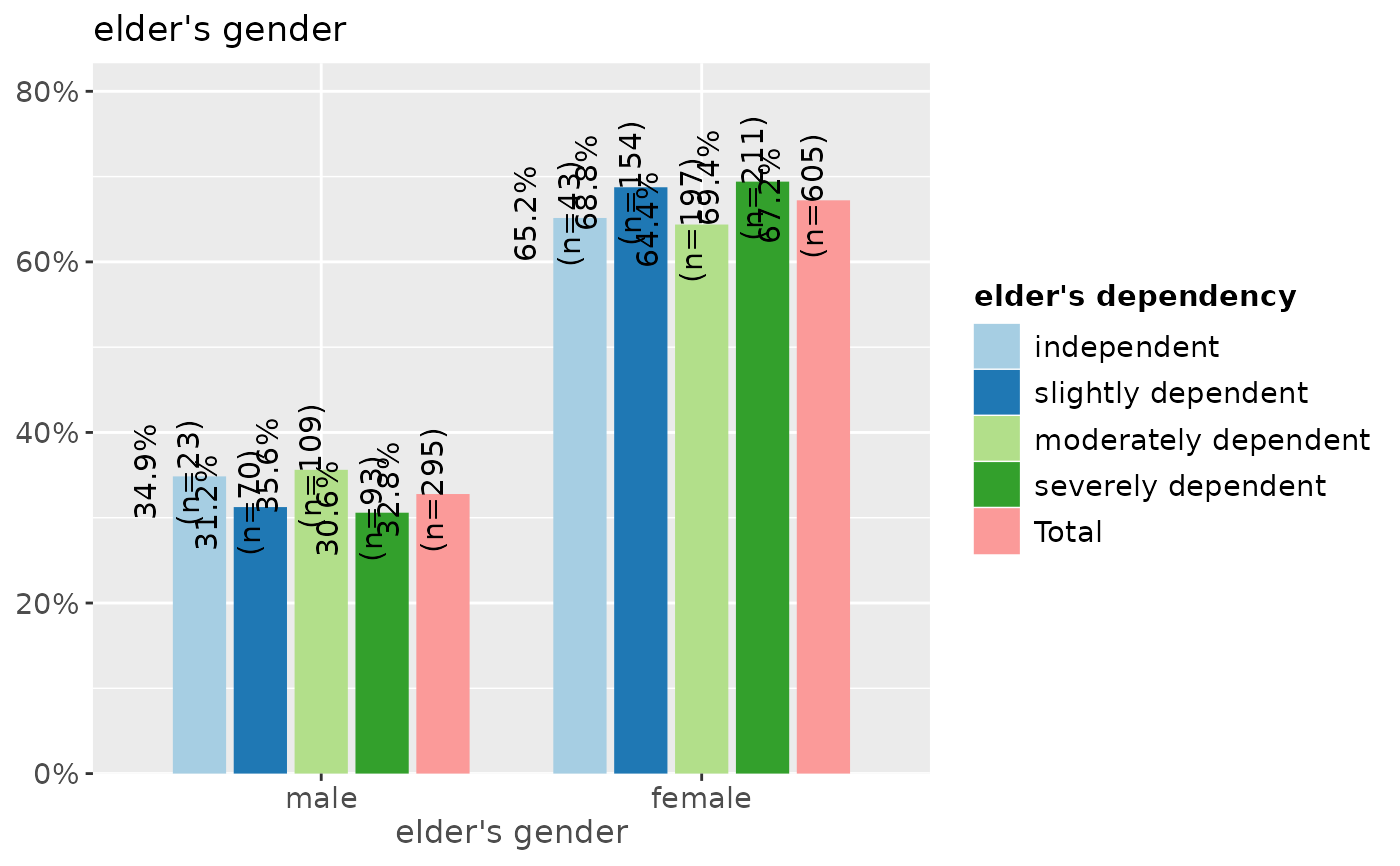 elder's gender
80%
60%
40%
20%
0%
34.9%
(n=23)
31.2%
(n=70)
35.6%
(n=109)
30.6%
(n=93)
32.8%
(n=295)
65.2%
(n=43)
68.8%
(n=154)
64.4%
(n=197)
69.4%
(n=211)
67.2%
(n=605)
male
female
elder's gender
elder's dependency
independent
slightly dependent
moderately dependent
severely dependent
Total